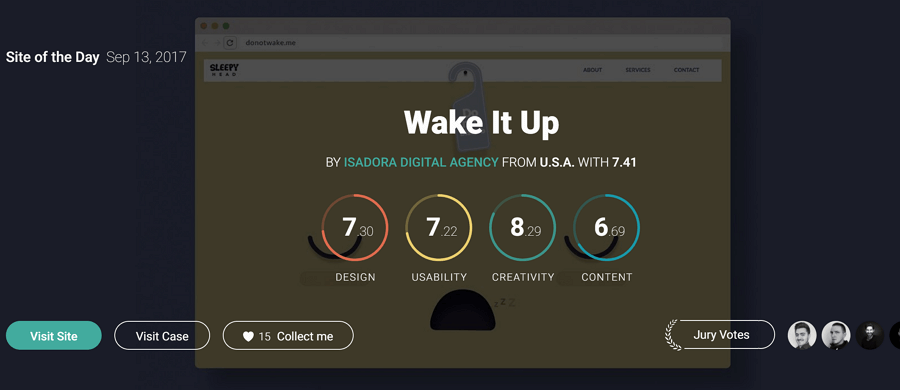 donotwake.me
Site of the Day Sep 13, 2017
SLEEPY
HEAD
ABOUT SERVICES CONTACT
Wake It Up
BY ISADORA DIGITAL AGENCY FROM U.S.A. WITH 7.41
7.30 7.22 8.29 6.69
DESIGN USABILITY CREATIVITY CONTENT
z z Z
Visit Site Visit Case 15 Collect me Jury Votes